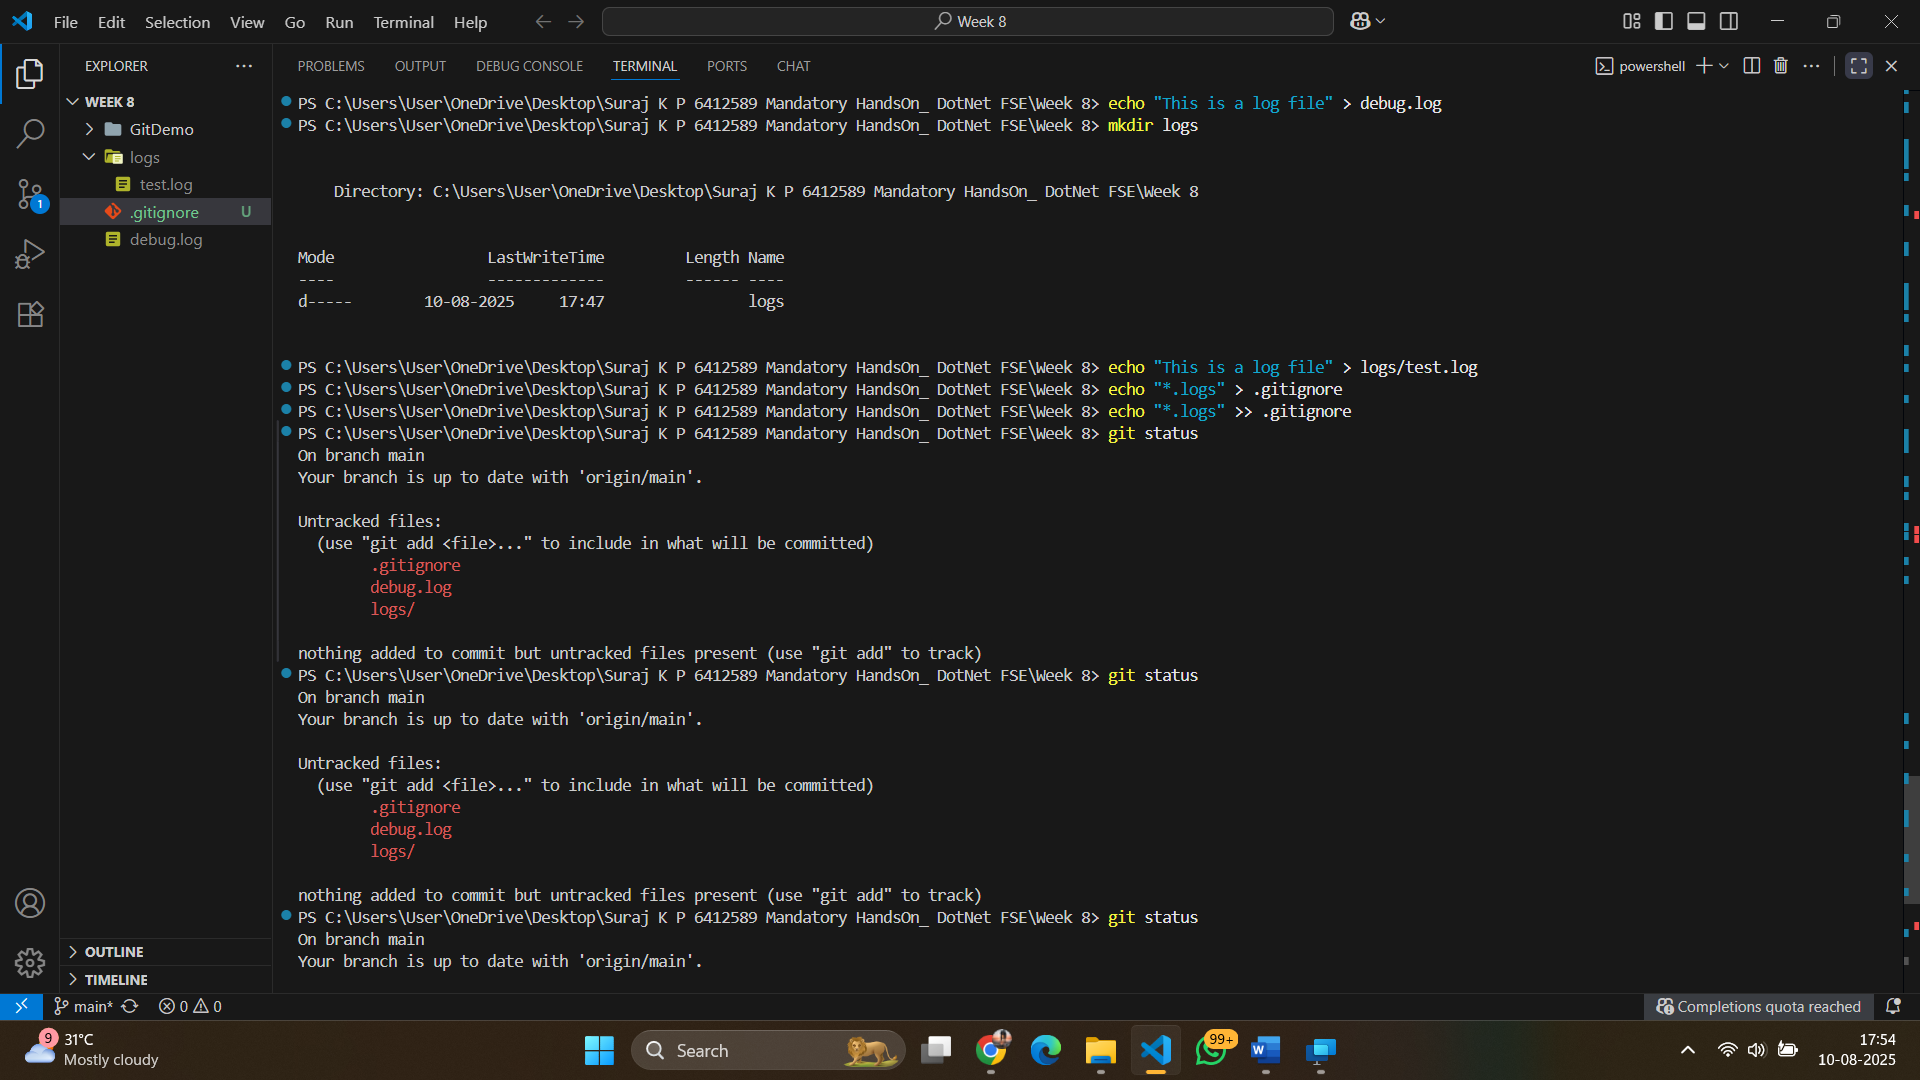 File Edit Selection View Go Run Terminal Help
Week 8
EXPLORER
PROBLEMS OUTPUT DEBUG CONSOLE TERMINAL PORTS CHAT
powershell
WEEK 8
GitDemo
logs
test.log
.gitignore U
debug.log
1
PS C:\Users\User\OneDrive\Desktop\Suraj K P 6412589 Mandatory HandsOn_ DotNet FSE\Week 8> echo "This is a log file" > debug.log
PS C:\Users\User\OneDrive\Desktop\Suraj K P 6412589 Mandatory HandsOn_ DotNet FSE\Week 8> mkdir logs
Directory: C:\Users\User\OneDrive\Desktop\Suraj K P 6412589 Mandatory HandsOn_ DotNet FSE\Week 8
Mode LastWriteTime Length Name
---- ------------- ------ ----
d----- 10-08-2025 17:47 logs
PS C:\Users\User\OneDrive\Desktop\Suraj K P 6412589 Mandatory HandsOn_ DotNet FSE\Week 8> echo "This is a log file" > logs/test.log
PS C:\Users\User\OneDrive\Desktop\Suraj K P 6412589 Mandatory HandsOn_ DotNet FSE\Week 8> echo "*.logs" > .gitignore
PS C:\Users\User\OneDrive\Desktop\Suraj K P 6412589 Mandatory HandsOn_ DotNet FSE\Week 8> echo "*.logs" >> .gitignore
PS C:\Users\User\OneDrive\Desktop\Suraj K P 6412589 Mandatory HandsOn_ DotNet FSE\Week 8> git status
On branch main
Your branch is up to date with 'origin/main'.
Untracked files:
(use "git add <file>..." to include in what will be committed)
.gitignore
debug.log
logs/
nothing added to commit but untracked files present (use "git add" to track)
PS C:\Users\User\OneDrive\Desktop\Suraj K P 6412589 Mandatory HandsOn_ DotNet FSE\Week 8> git status
On branch main
Your branch is up to date with 'origin/main'.
Untracked files:
(use "git add <file>..." to include in what will be committed)
.gitignore
debug.log
logs/
nothing added to commit but untracked files present (use "git add" to track)
PS C:\Users\User\OneDrive\Desktop\Suraj K P 6412589 Mandatory HandsOn_ DotNet FSE\Week 8> git status
On branch main
Your branch is up to date with 'origin/main'.
OUTLINE
TIMELINE
main* 0 0
Completions quota reached
9
31°C
Mostly cloudy
Search
99+
17:54
10-08-2025